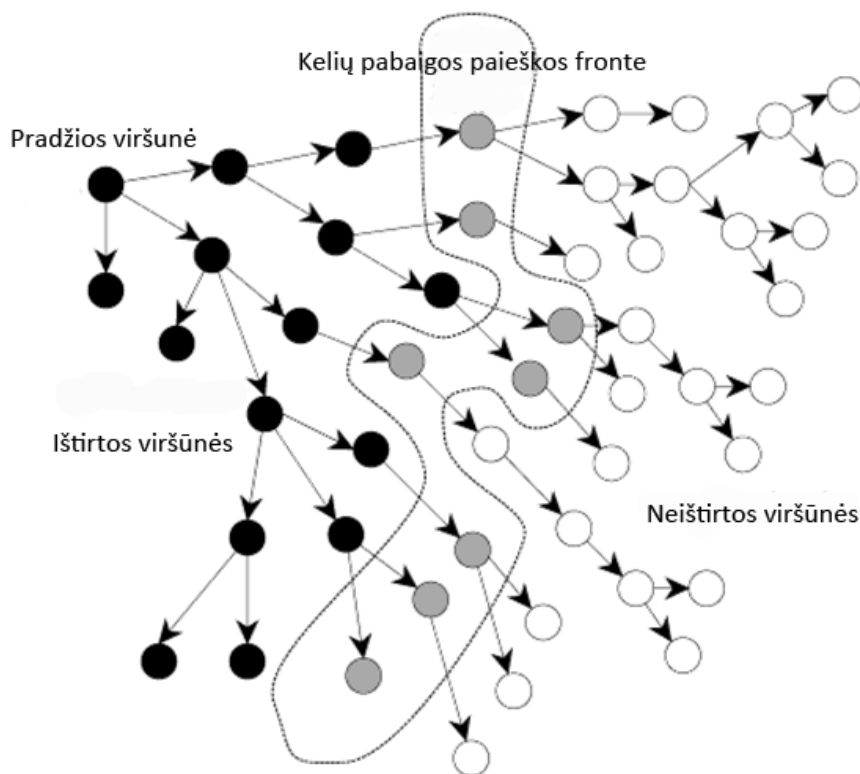 Kelių pabaigos paieškos fronte
Pradžios viršunė
Ištirtos viršūnės
Neištirtos viršūnės